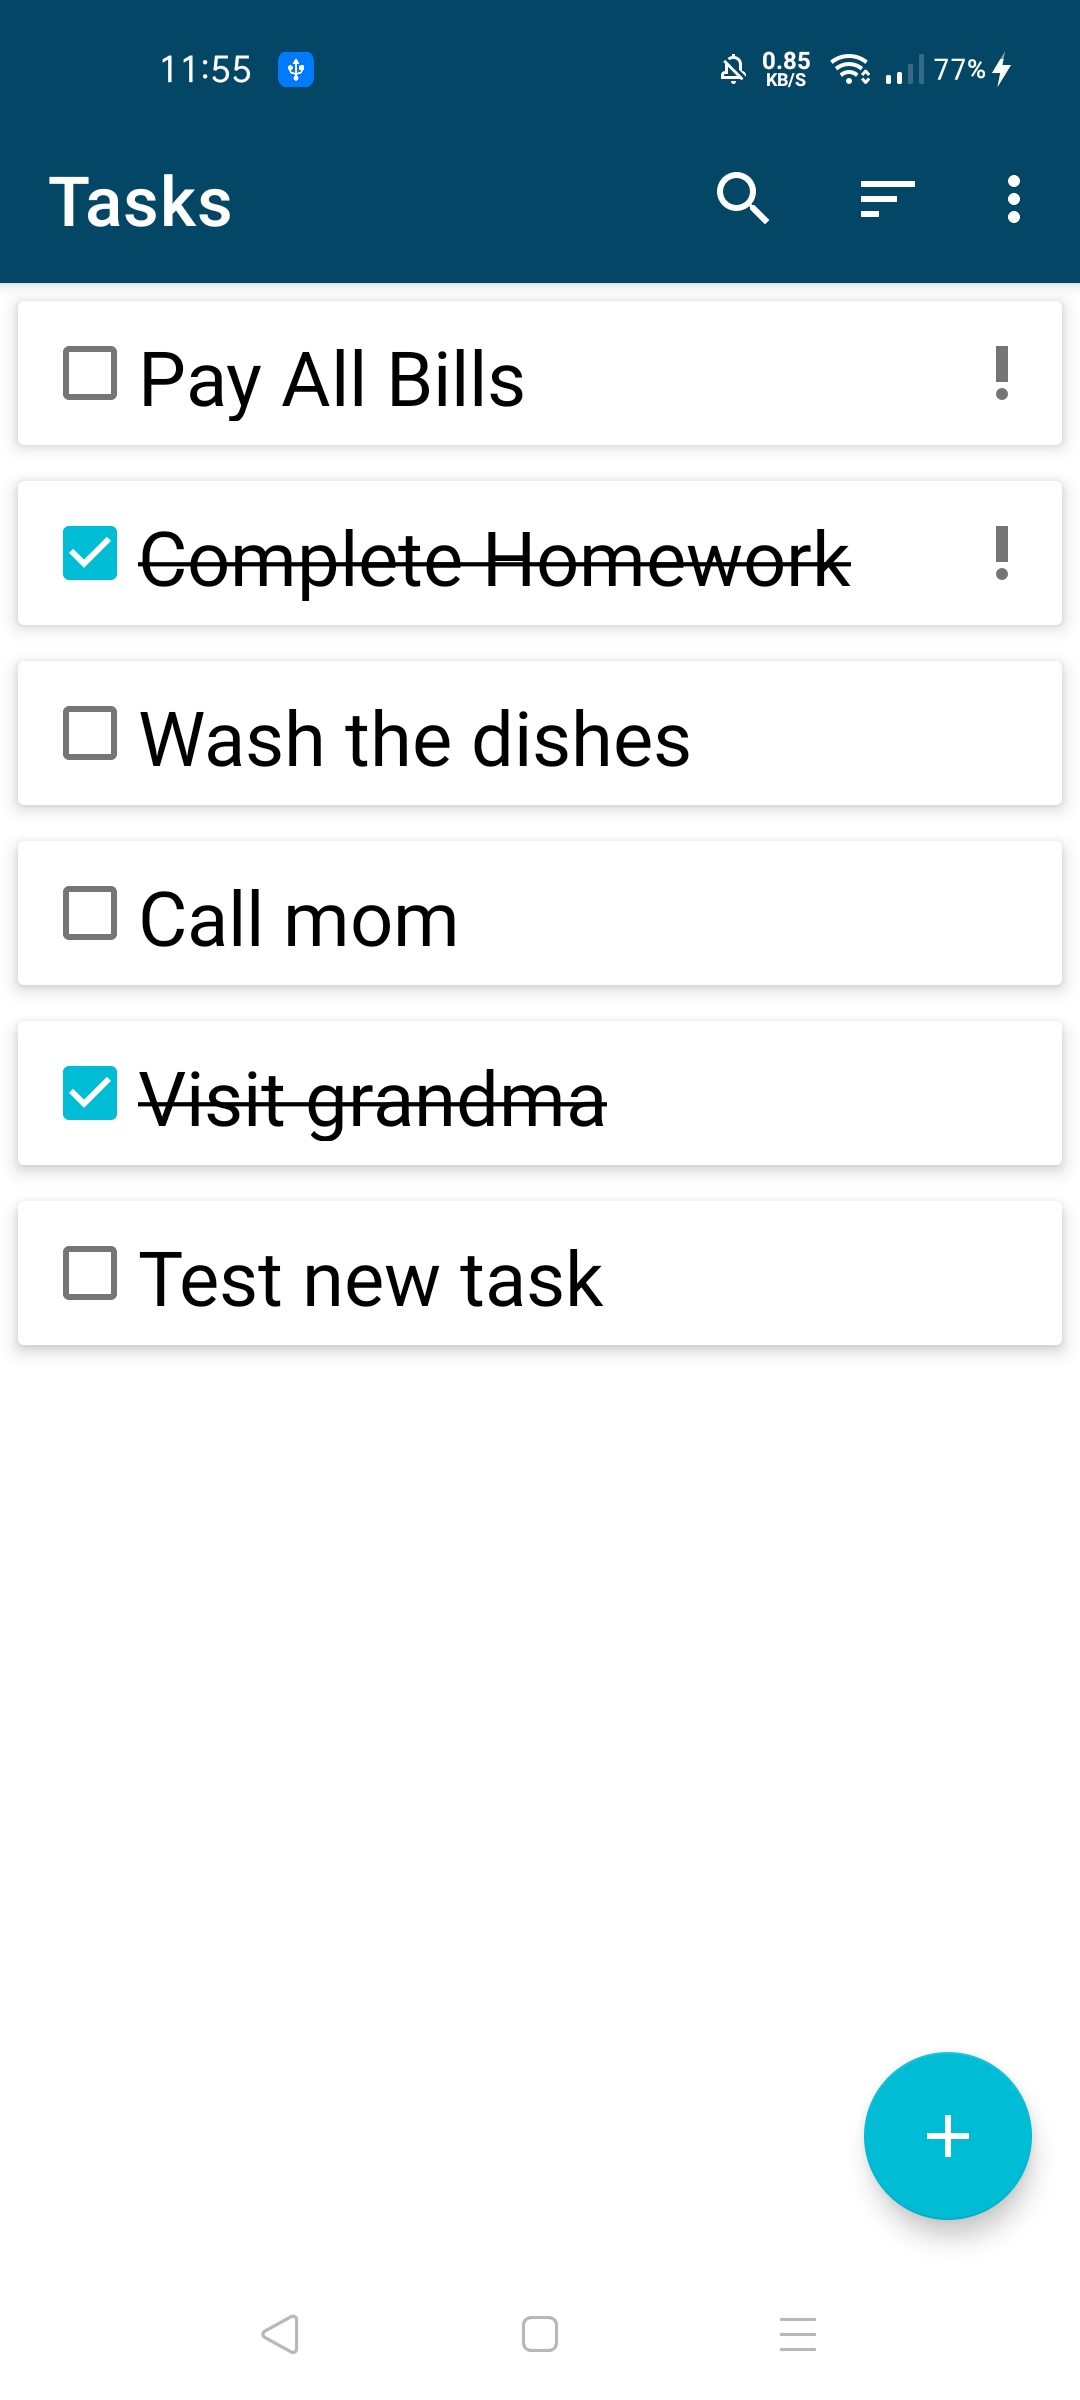 11:55
0.85
KB/S
77%
Tasks
Pay All Bills
Complete Homework
Wash the dishes
Call mom
Visit grandma
Test new task